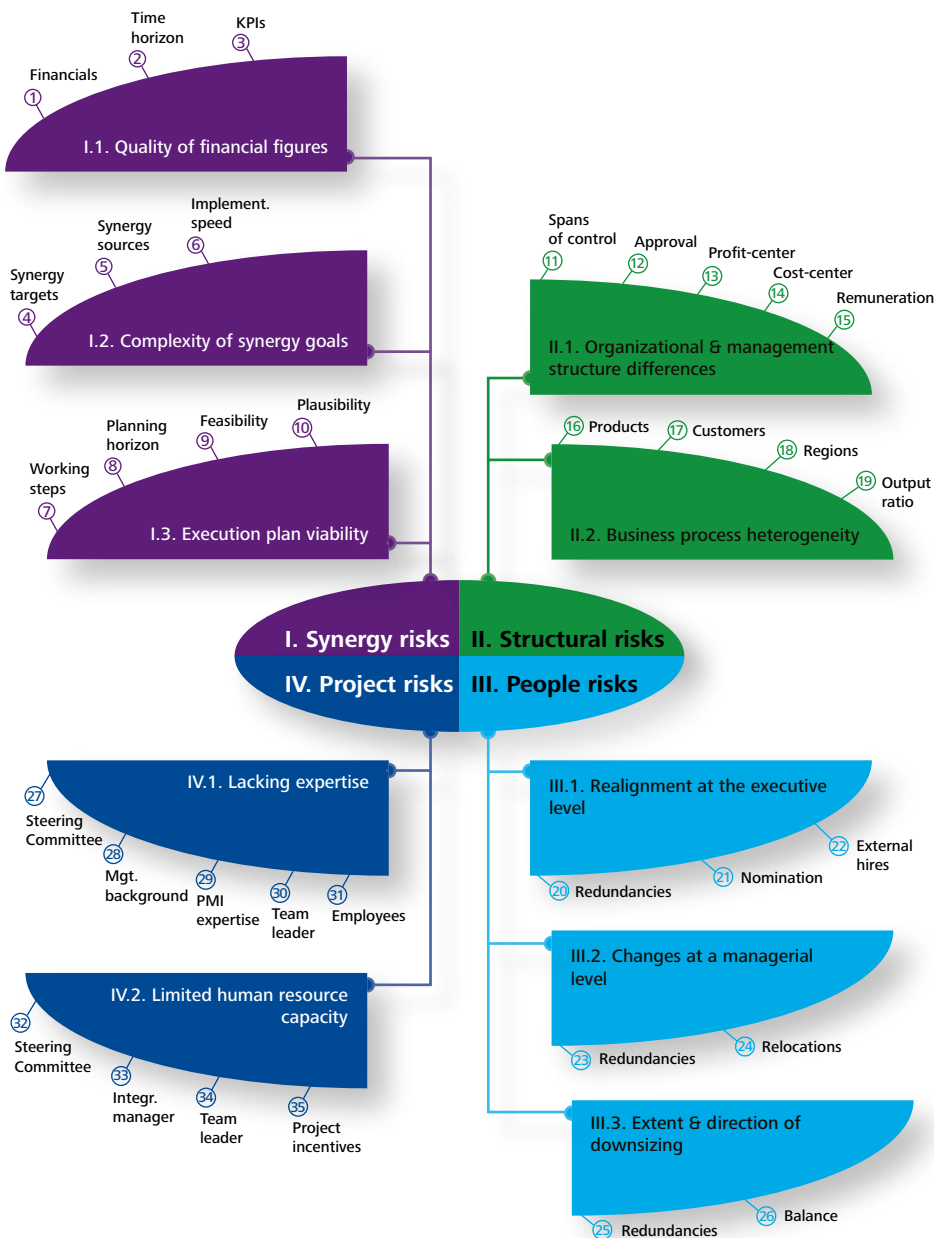 Financials
1
Time
horizon
2
KPIs
3
I.1. Quality of financial figures
Synergy
targets
4
Synergy
sources
5
Implement.
speed
6
I.2. Complexity of synergy goals
Working
steps
7
Planning
horizon
8
Feasibility
9
Plausibility
10
I.3. Execution plan viability
Spans
of control
11
Approval
12
Profit-center
13
Cost-center
14
Remuneration
15
II.1. Organizational & management
structure differences
16 Products
17 Customers
18 Regions
19 Output
ratio
II.2. Business process heterogeneity
I. Synergy risks
II. Structural risks
IV. Project risks
III. People risks
IV.1. Lacking expertise
27
Steering
Committee
28
Mgt.
background
29
PMI
expertise
30
Team
leader
31
Employees
IV.2. Limited human resource
capacity
32
Steering
Committee
33
Integr.
manager
34
Team
leader
35
Project
incentives
III.1. Realignment at the executive
level
20 Redundancies
21 Nomination
22 External
hires
III.2. Changes at a managerial
level
23 Redundancies
24 Relocations
III.3. Extent & direction of
downsizing
25 Redundancies
26 Balance